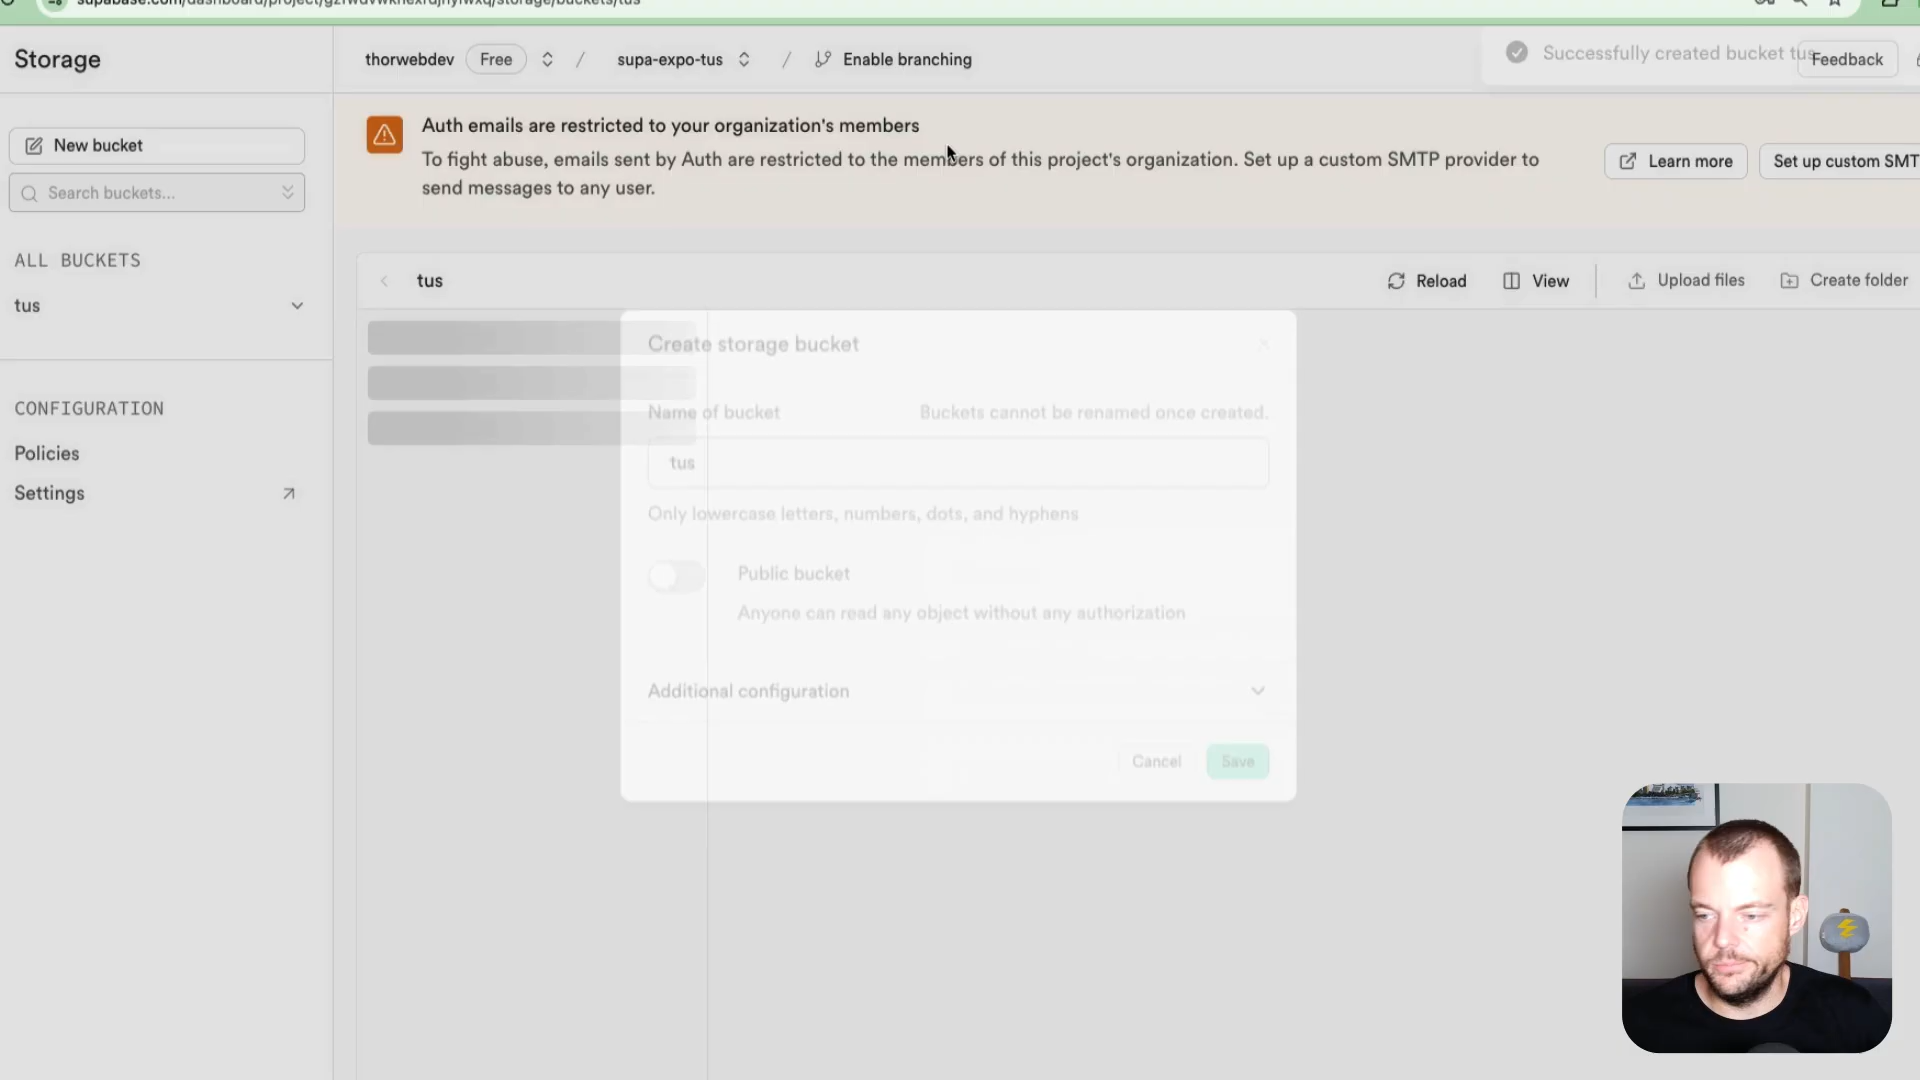 Storage
thorwebdev Free / supa-expo-tus / Enable branching
Successfully created bucket tus
Feedback
New bucket
Search buckets...
ALL BUCKETS
tus
CONFIGURATION
Policies
Settings
Auth emails are restricted to your organization's members
To fight abuse, emails sent by Auth are restricted to the members of this project's organization. Set up a custom SMTP provider to
send messages to any user.
Learn more
Set up custom SMT
tus
Reload
View
Upload files
Create folder
Create storage bucket
Name of bucket
Buckets cannot be renamed once created.
tus
Only lowercase letters, numbers, dots, and hyphens
Public bucket
Anyone can read any object without any authorization
Additional configuration
Cancel
Save